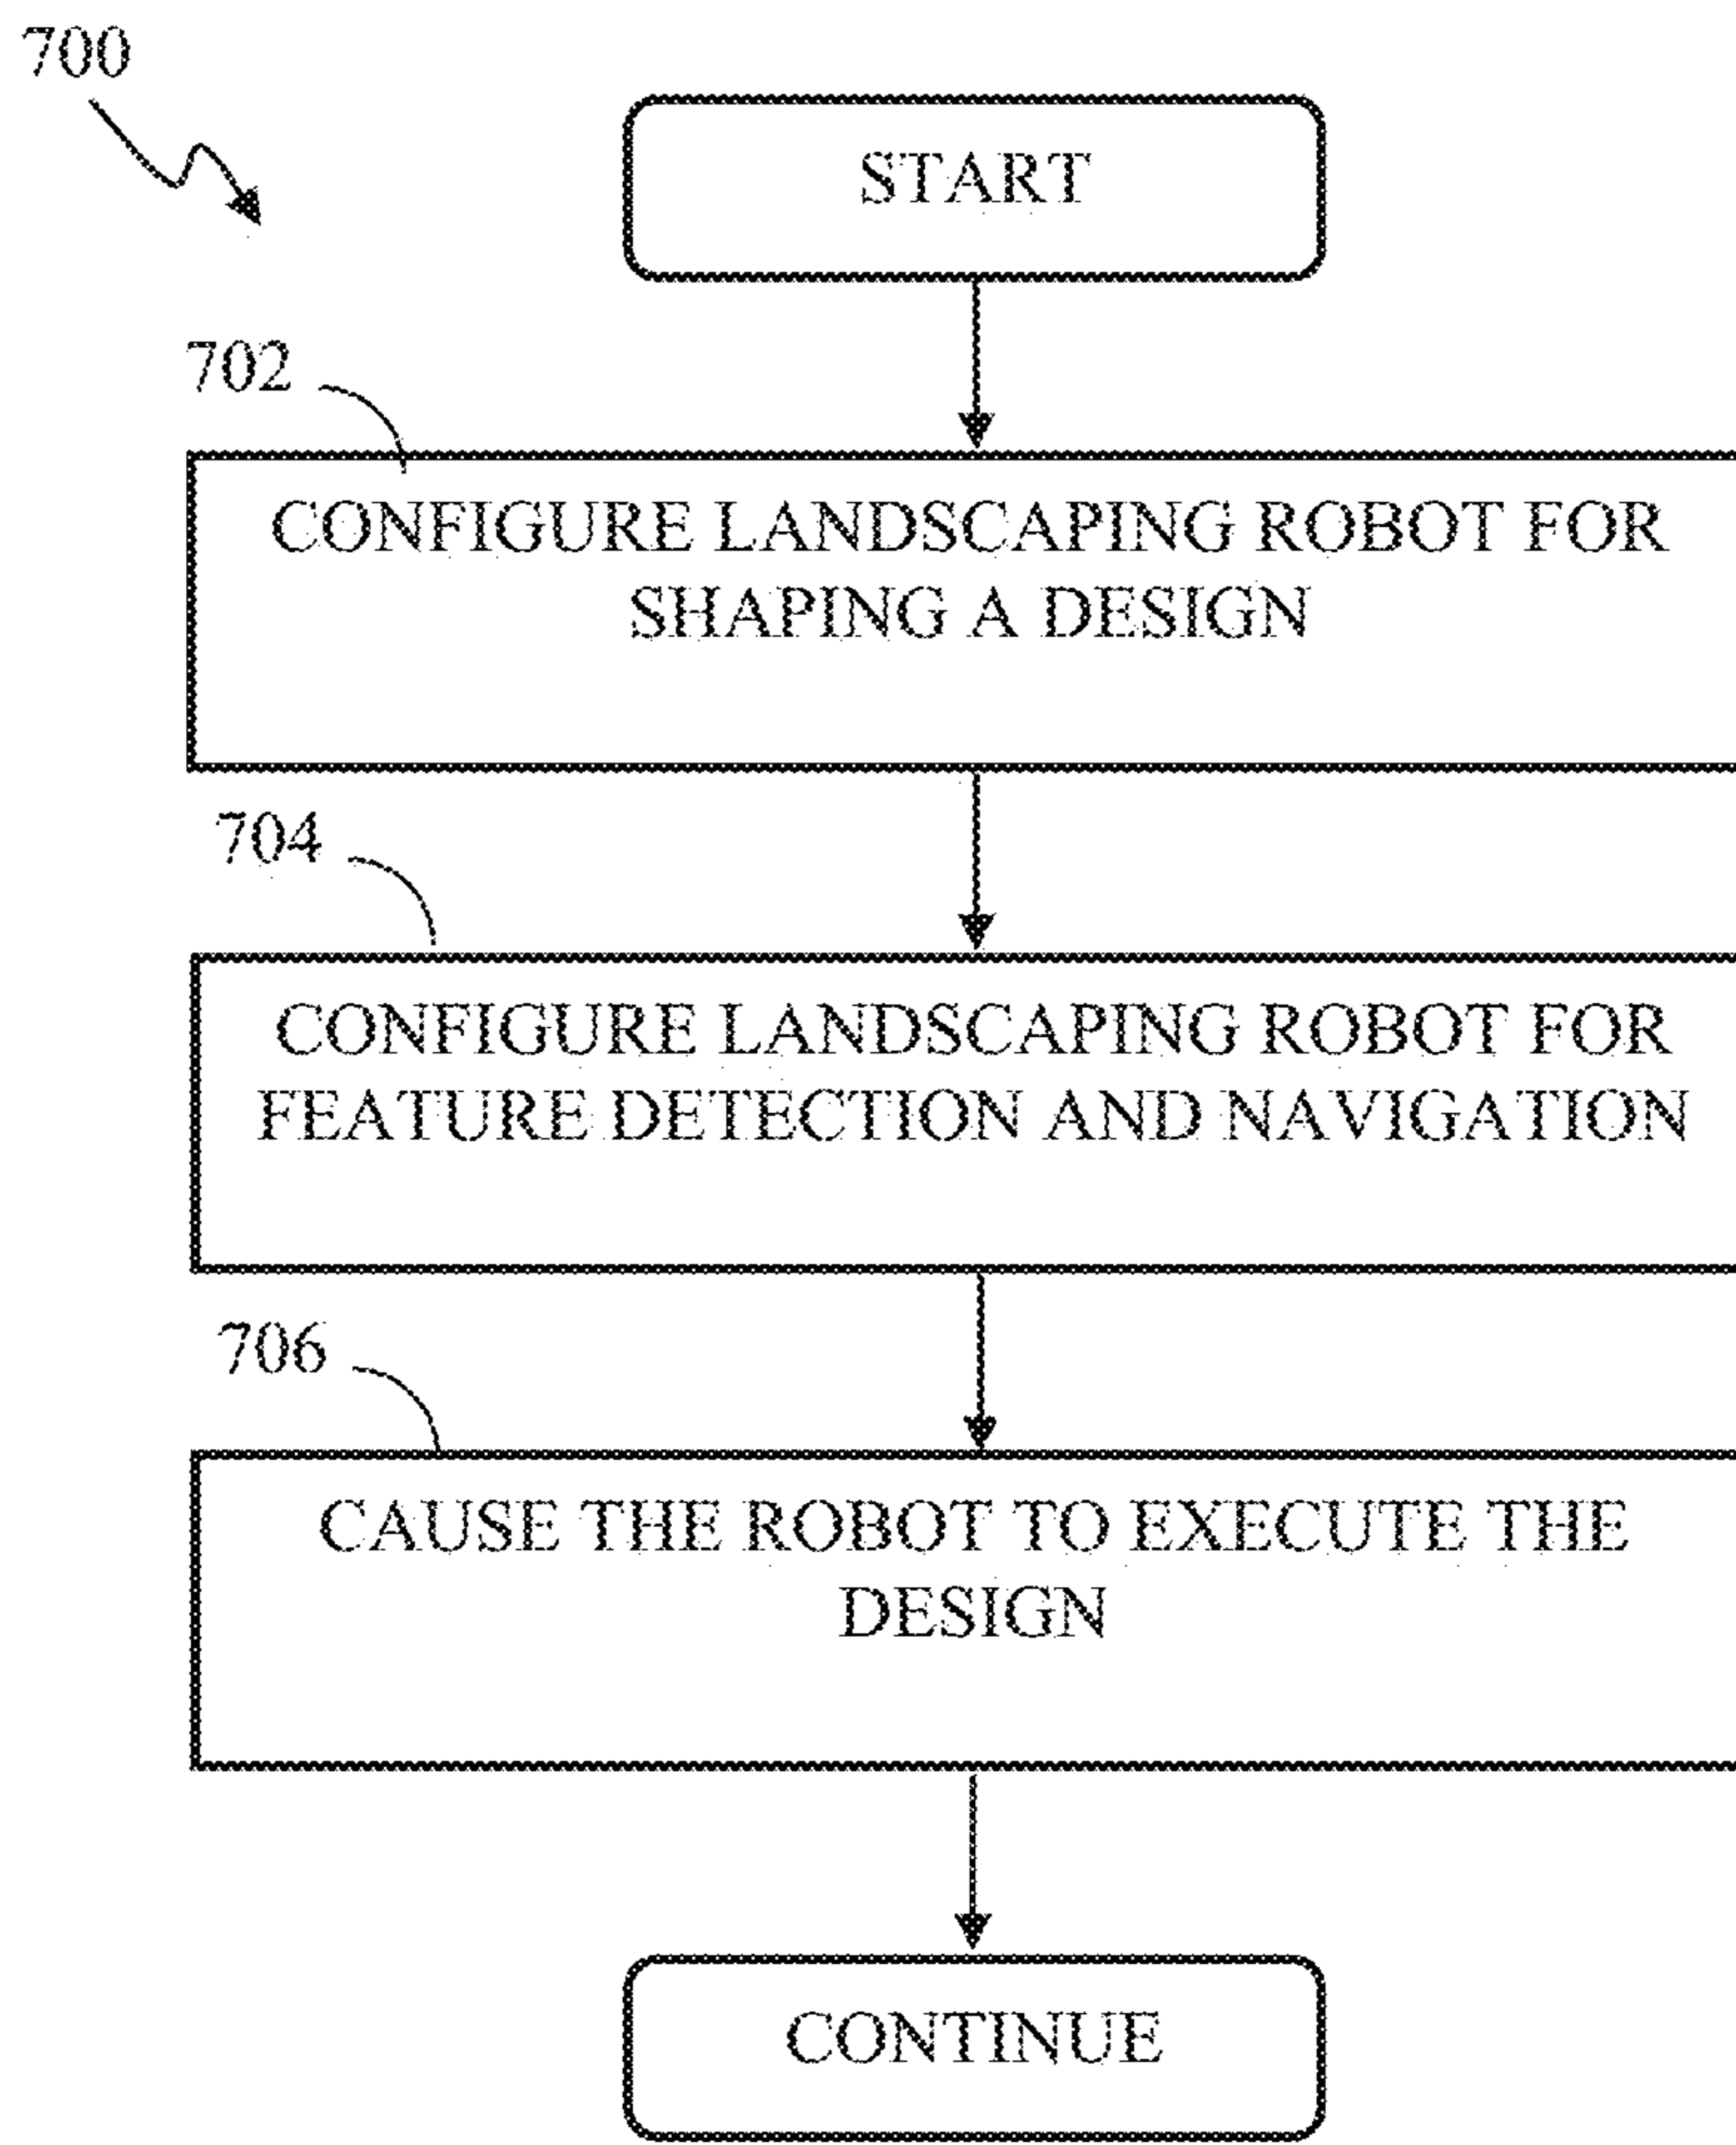 700
START
702
CONFIGURE LANDSCAPING ROBOT FOR
SHAPING A DESIGN
704
CONFIGURE LANDSCAPING ROBOT FOR
FEATURE DETECTION AND NAVIGATION
706
CAUSE THE ROBOT TO EXECUTE THE
DESIGN
CONTINUE